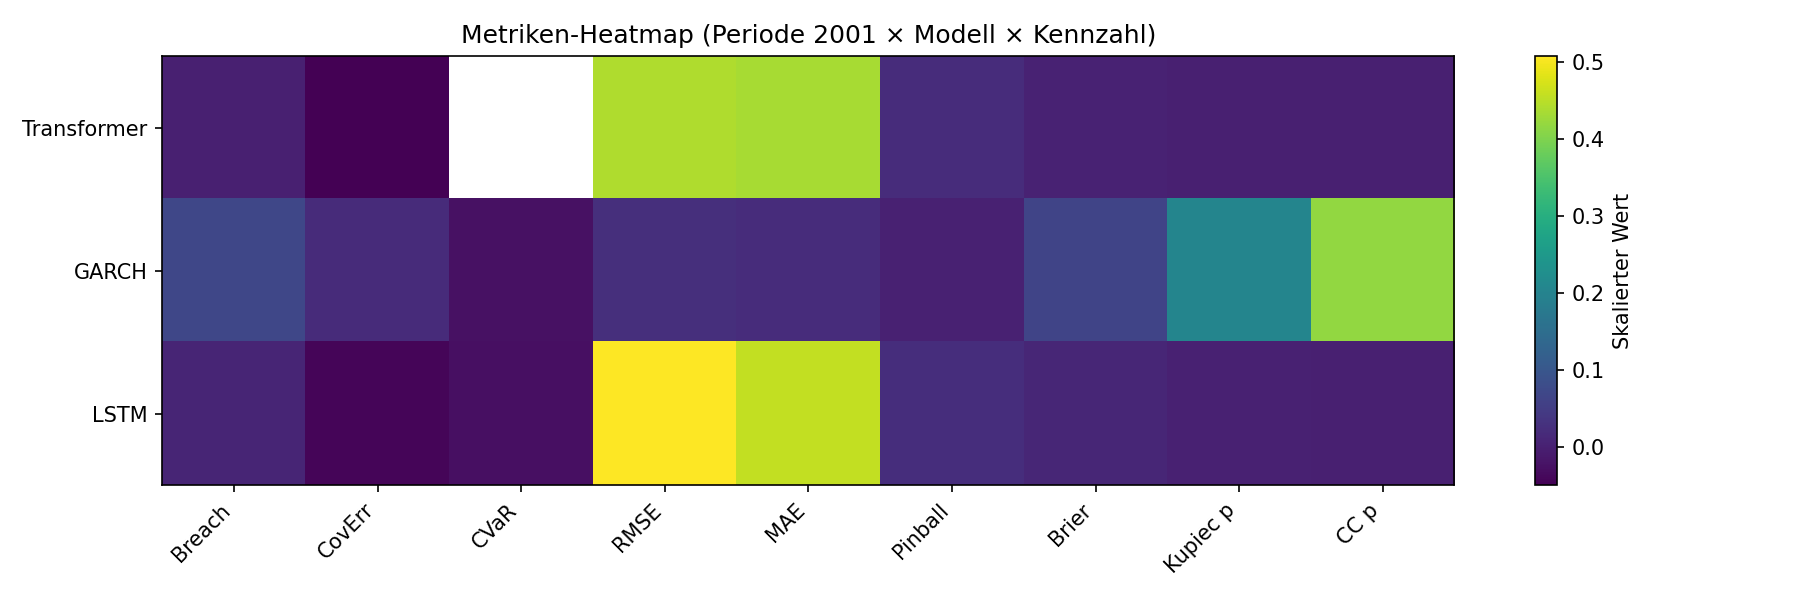 Metriken-Heatmap (Periode 2001 × Modell × Kennzahl)
Transformer
GARCH
LSTM
Breach
CovErr
CVaR
RMSE
MAE
Pinball
Brier
Kupiec p
CC p
0.5
0.4
0.3
0.2
0.1
0.0
Skalierter Wert